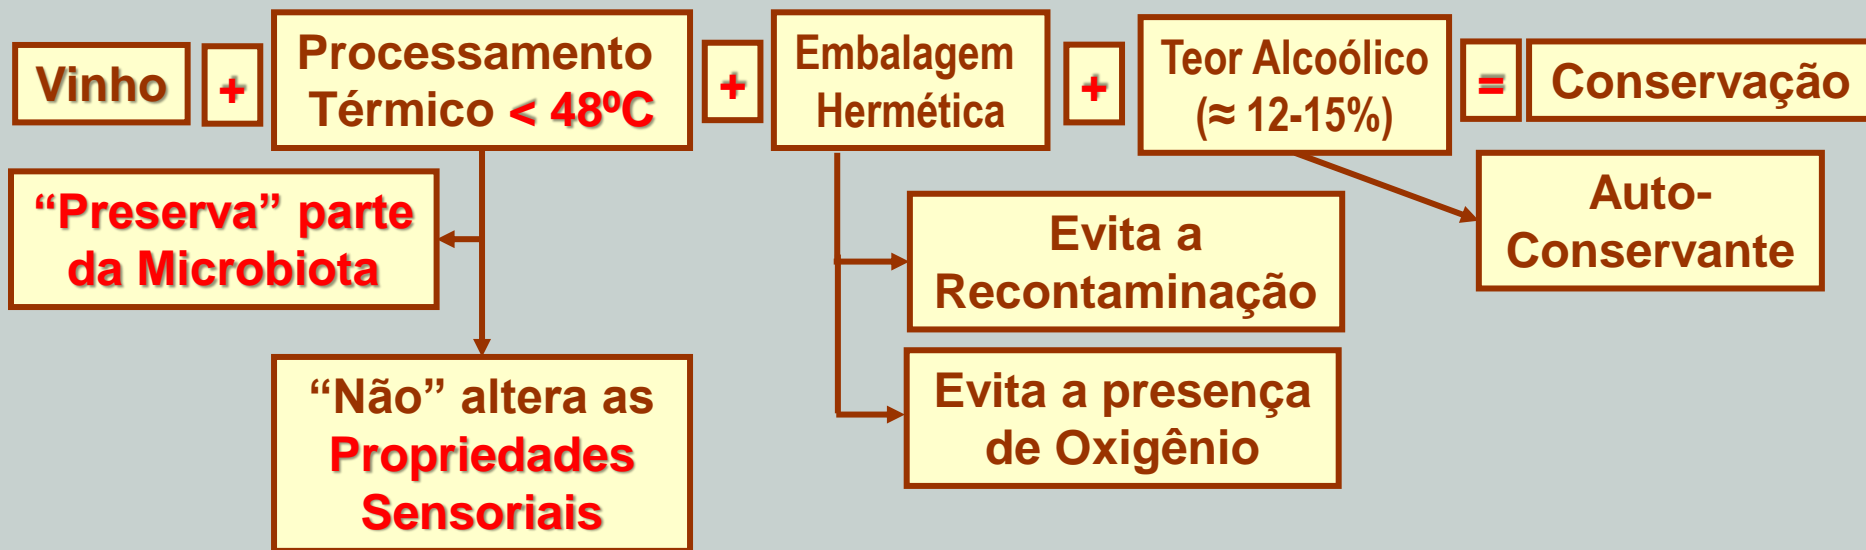 Vinho
+
Processamento
Térmico < 48ºC
+
Embalagem
Hermética
+
Teor Alcoólico
(≈ 12-15%)
=
Conservação
“Preserva” parte
da Microbiota
“Não” altera as
Propriedades
Sensoriais
Evita a
Recontaminação
Evita a presença
de Oxigênio
Auto-
Conservante